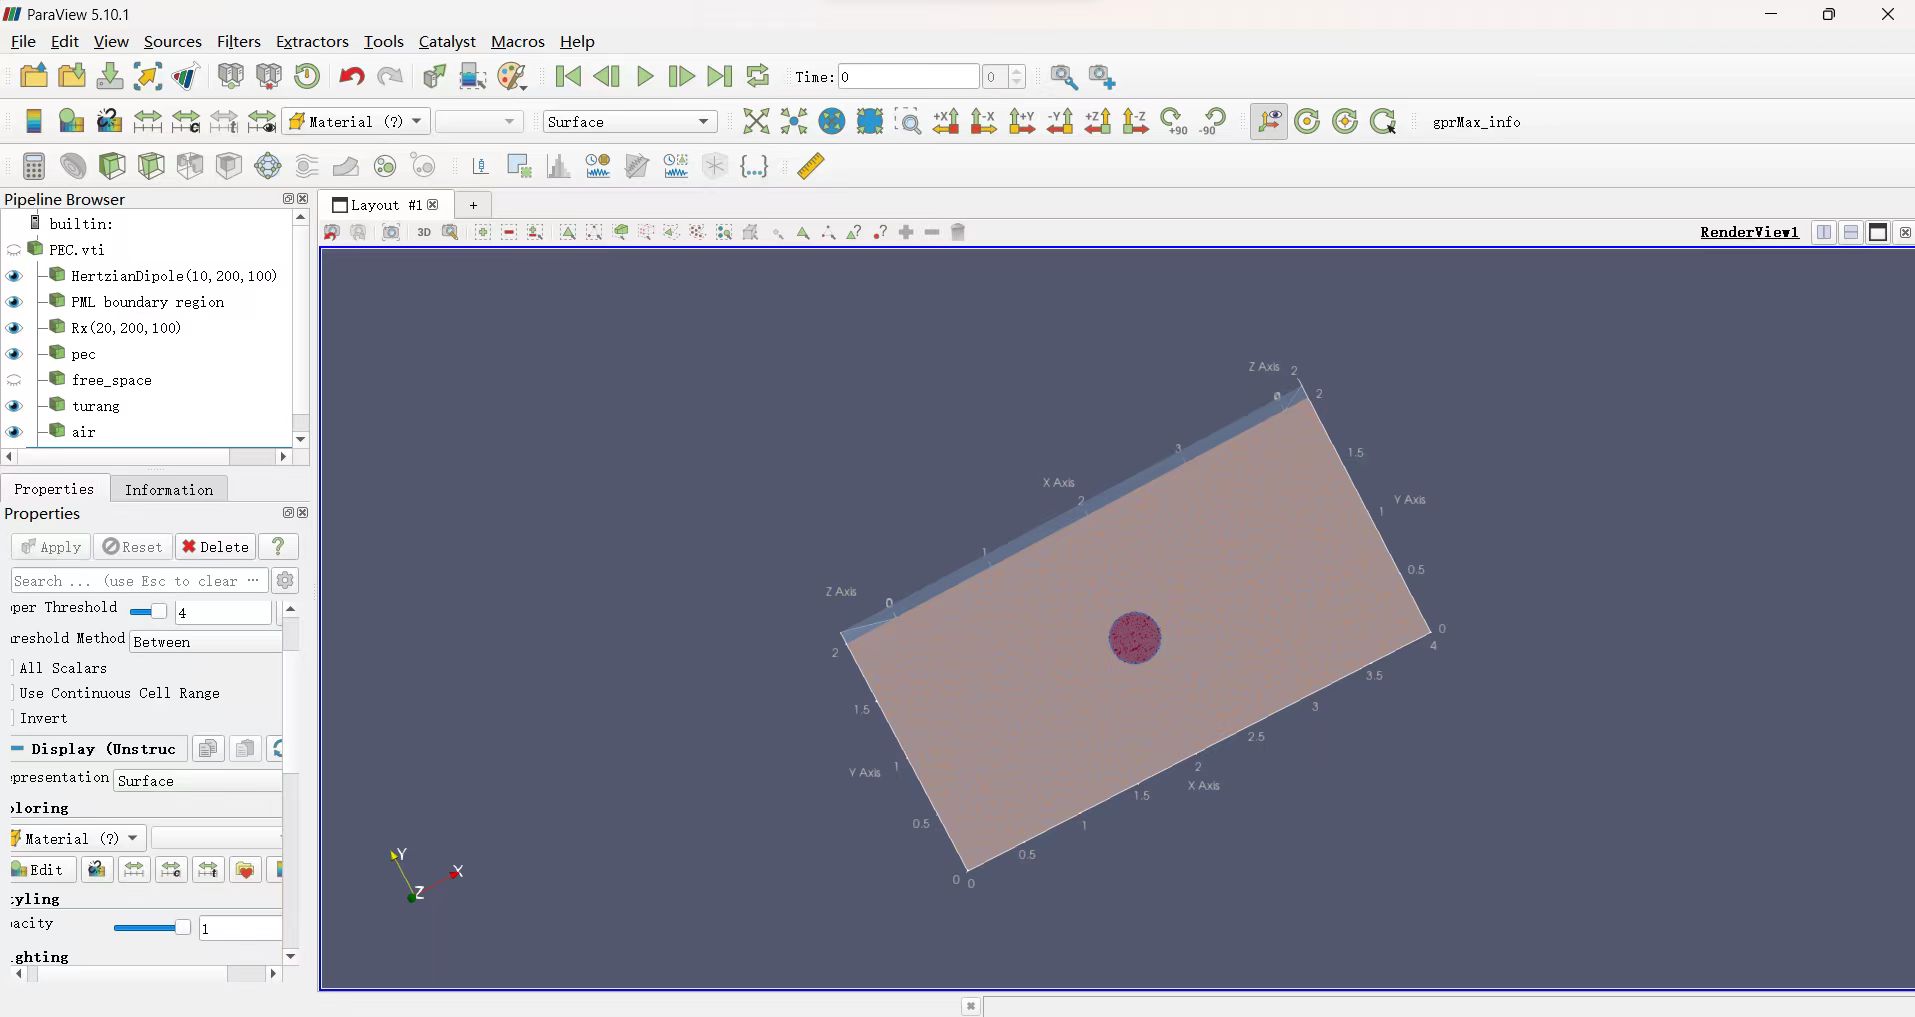 ParaView 5.10.1
File Edit View Sources Filters Extractors Tools Catalyst Macros Help
Time: 0 0
Material (?) Surface +X -X +Y -Y +Z -Z +90 -90 gprMax_info
Pipeline Browser
Layout #1 +
builtin:
3D RenderView1
PEC.vti
HertzianDipole(10,200,100)
PML boundary region
Rx(20,200,100)
pec
free_space
turang
air
Properties Information
Properties
Apply Reset Delete ?
Search ... (use Esc to clear ...
per Threshold 4
reshold Method Between
All Scalars
Use Continuous Cell Range
Invert
Display (Unstruc
presentation Surface
loring
Material (?)
Edit
yling
acity 1
ghting
Z Axis 2
0 2
3 1.5
X Axis
2 Y Axis
1
1 0.5
Z Axis
0
2 0
4
3.5
1.5 3
2.5
Y Axis 1 2
X Axis
1.5
0.5 1
0.5
0 0
Y
X
Z